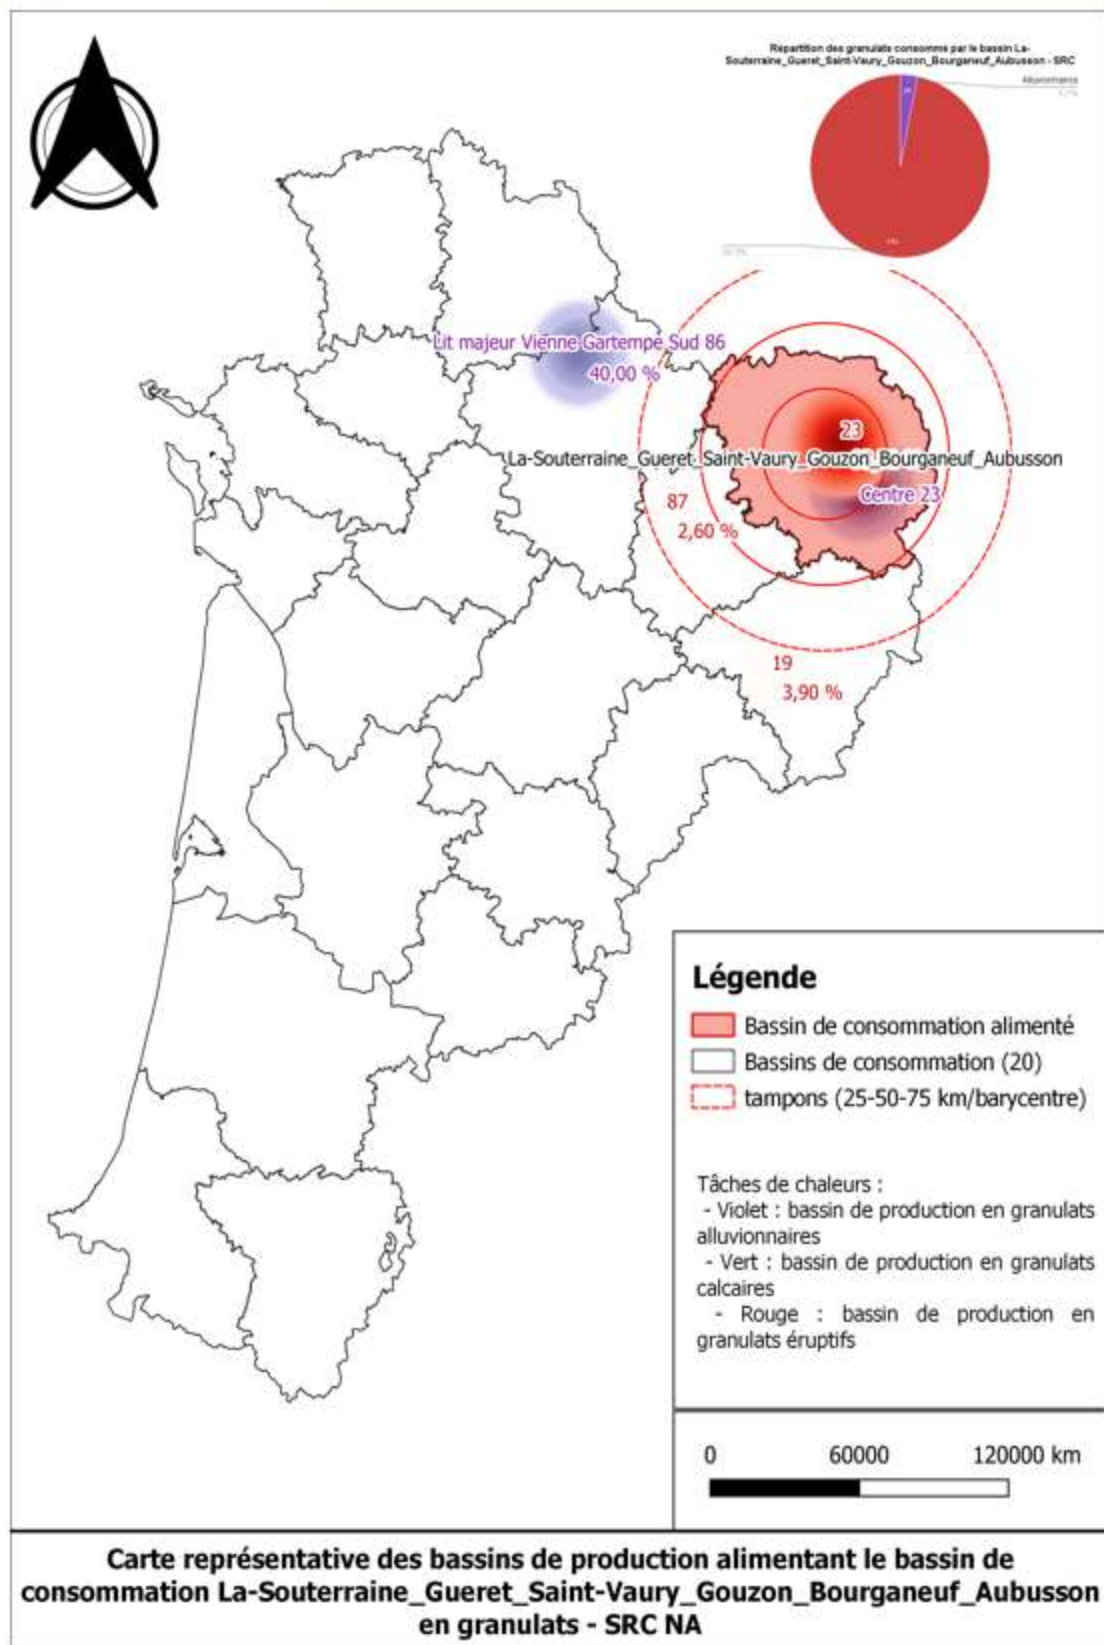 Répartition des granulats consommé par le bassin La-
Souterraine_Gueret_Saint-Vaury_Gouzon_Bourganeuf_Aubusson - SRC
Alluvionnaires
Lit majeur Vienne Gartempe Sud 86
40,00 %
23
La-Souterraine_Gueret_Saint-Vaury_Gouzon_Bourganeuf_Aubusson
Centre 23
87
2,60 %
19
3,90 %
Légende
Bassin de consommation alimenté
Bassins de consommation (20)
tampons (25-50-75 km/barycentre)
Tâches de chaleurs :
- Violet : bassin de production en granulats
alluvionnaires
- Vert : bassin de production en granulats
calcaires
- Rouge : bassin de production en
granulats éruptifs
0 60000 120000 km
Carte représentative des bassins de production alimentant le bassin de
consommation La-Souterraine_Gueret_Saint-Vaury_Gouzon_Bourganeuf_Aubusson
en granulats - SRC NA